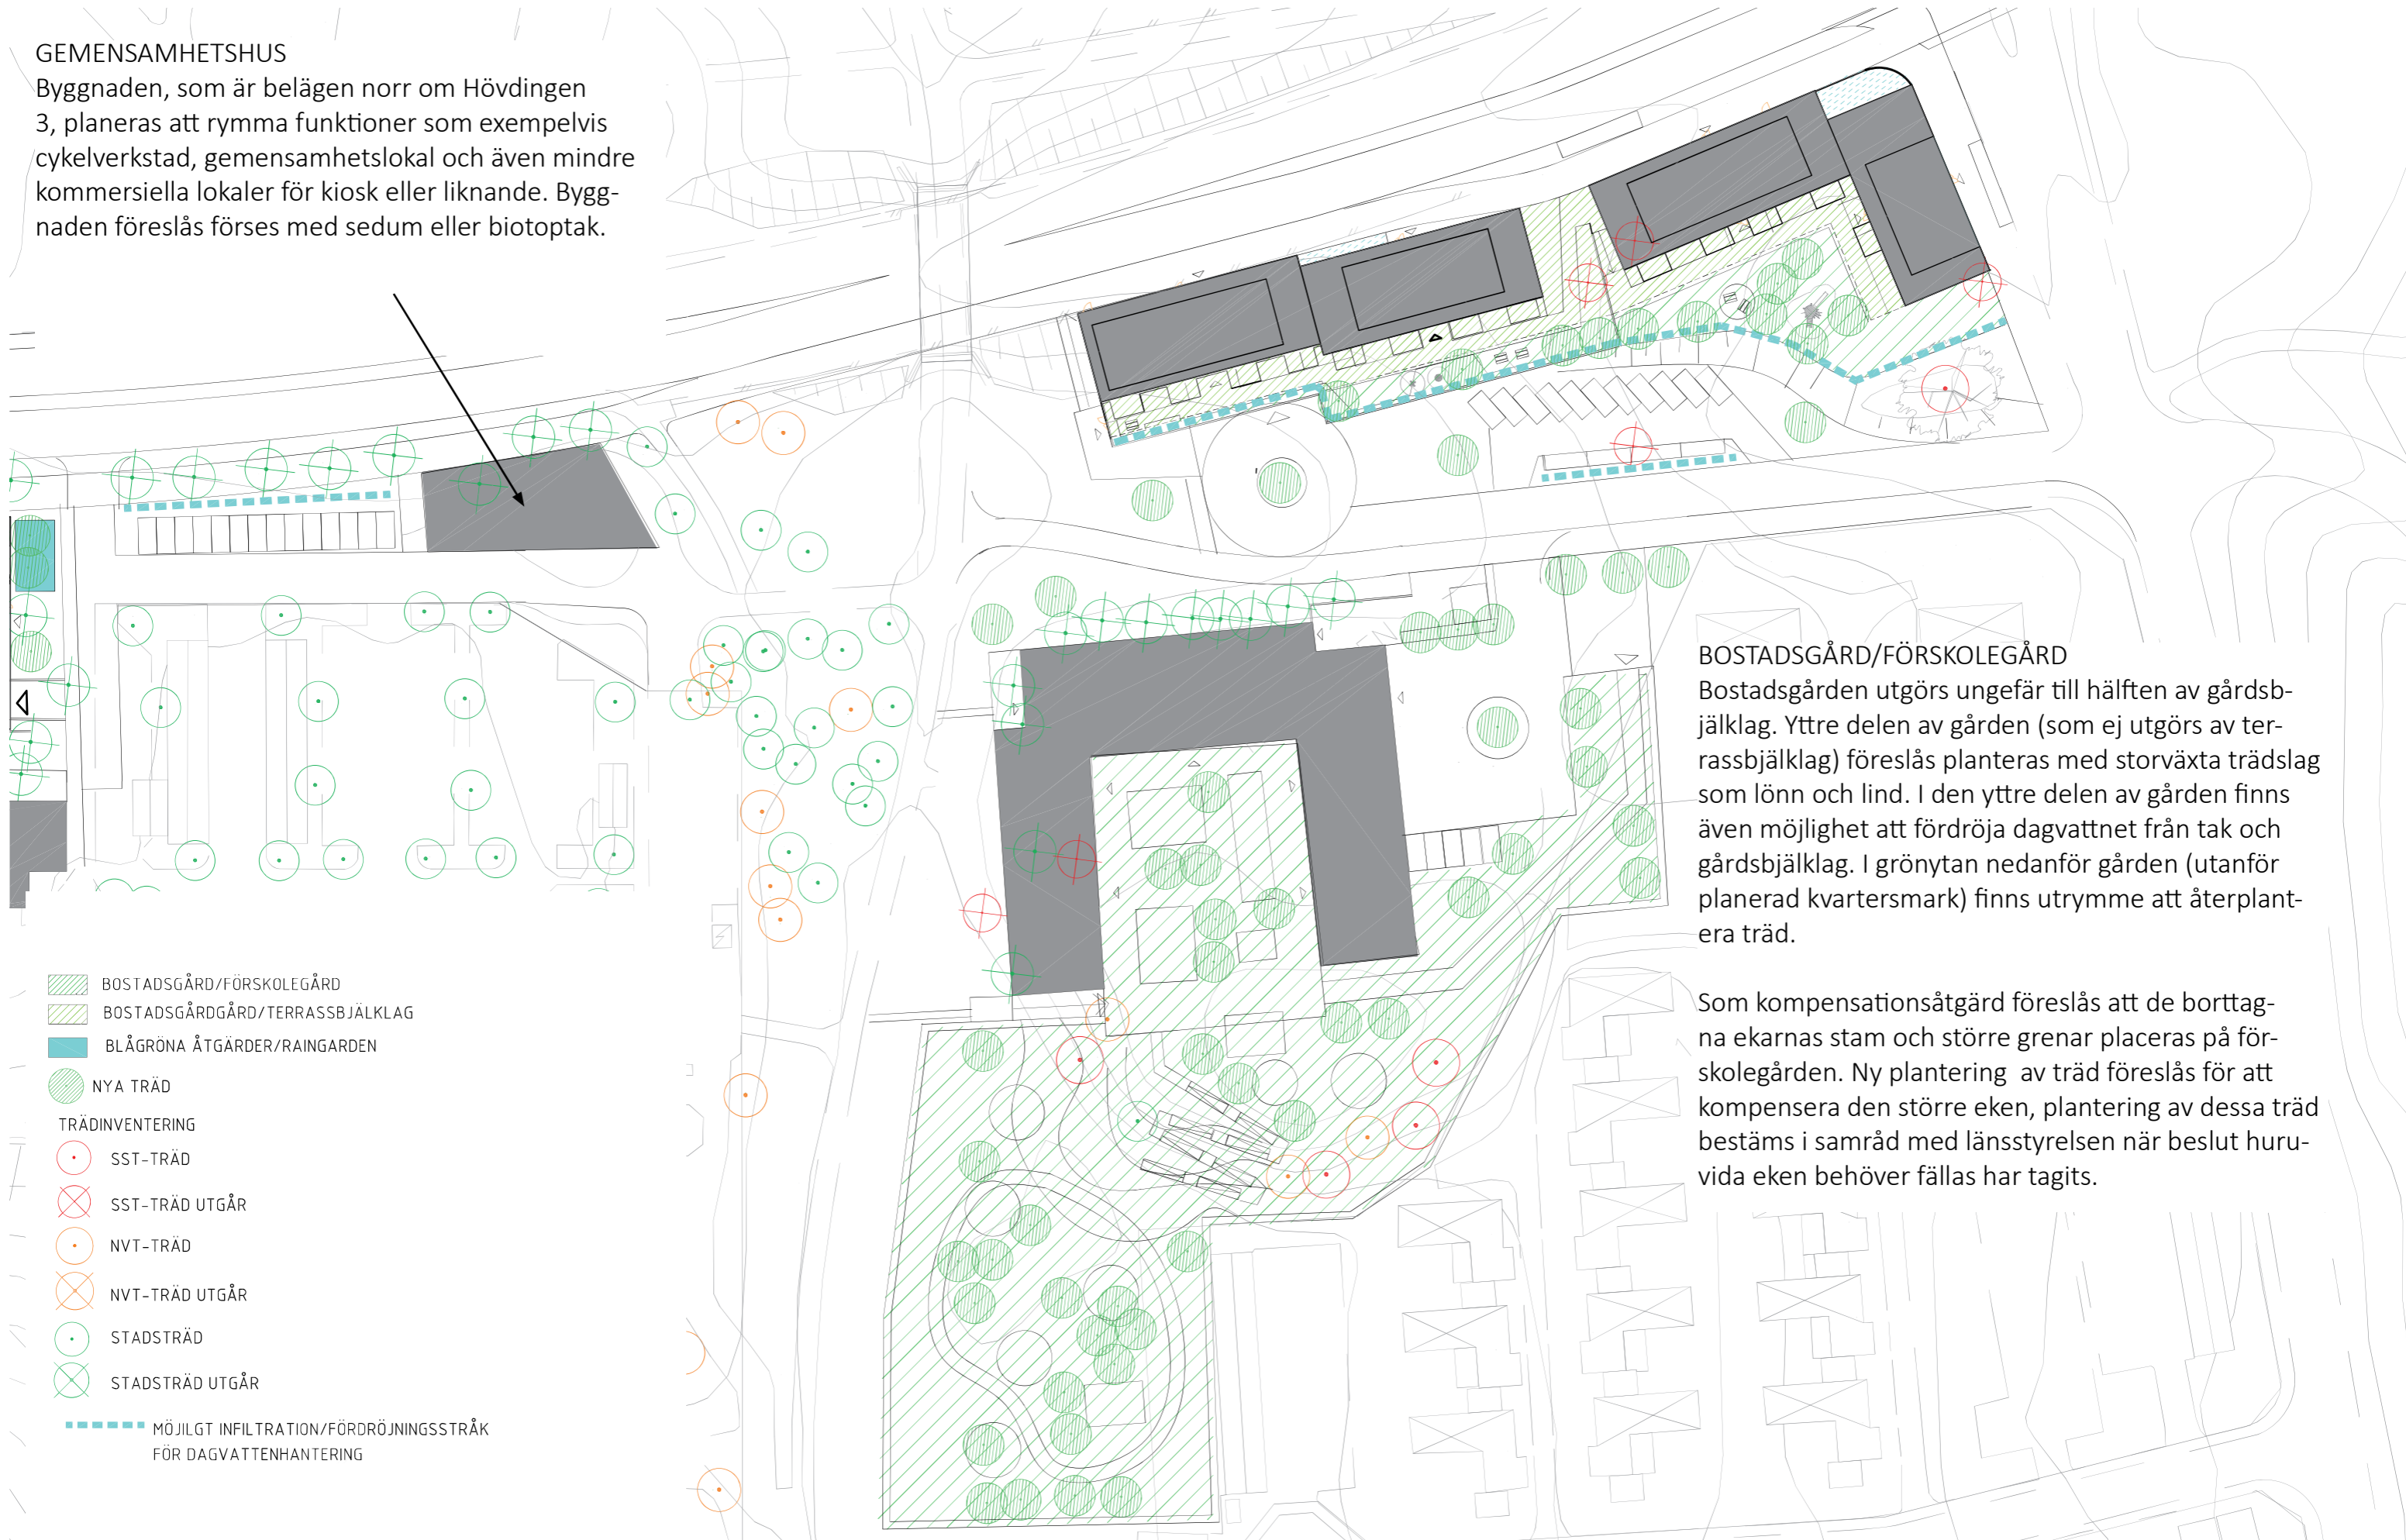 GEMENSAMHETSHUS
Byggnaden, som är belägen norr om Hövdingen
3, planeras att rymma funktioner som exempelvis
cykelverkstad, gemensamhetslokal och även mindre
kommersiella lokaler för kiosk eller liknande. Bygg-
naden föreslås förses med sedum eller biotoptak.
BOSTADSGÅRD/FÖRSKOLEGÅRD
Bostadsgården utgörs ungefär till hälften av gårdsb-
jälklag. Yttre delen av gården (som ej utgörs av ter-
rassbjälklag) föreslås planteras med storväxta trädslag
som lönn och lind. I den yttre delen av gården finns
även möjlighet att fördröja dagvattnet från tak och
gårdsbjälklag. I grönytan nedanför gården (utanför
planerad kvartersmark) finns utrymme att återplant-
era träd.
Som kompensationsåtgärd föreslås att de borttag-
na ekarnas stam och större grenar placeras på för-
skolegården. Ny plantering  av träd föreslås för att
kompensera den större eken, plantering av dessa träd
bestäms i samråd med länsstyrelsen när beslut huru-
vida eken behöver fällas har tagits.
BOSTADSGÅRD/FÖRSKOLEGÅRD
BOSTADSGÅRDGÅRD/TERRASSBJÄLKLAG
BLÅGRÖNA ÅTGÄRDER/RAINGARDEN
NYA TRÄD
TRÄDINVENTERING
SST-TRÄD
SST-TRÄD UTGÅR
NVT-TRÄD
NVT-TRÄD UTGÅR
STADSTRÄD
STADSTRÄD UTGÅR
MÖJILGT INFILTRATION/FÖRDRÖJNINGSSTRÅK
FÖR DAGVATTENHANTERING